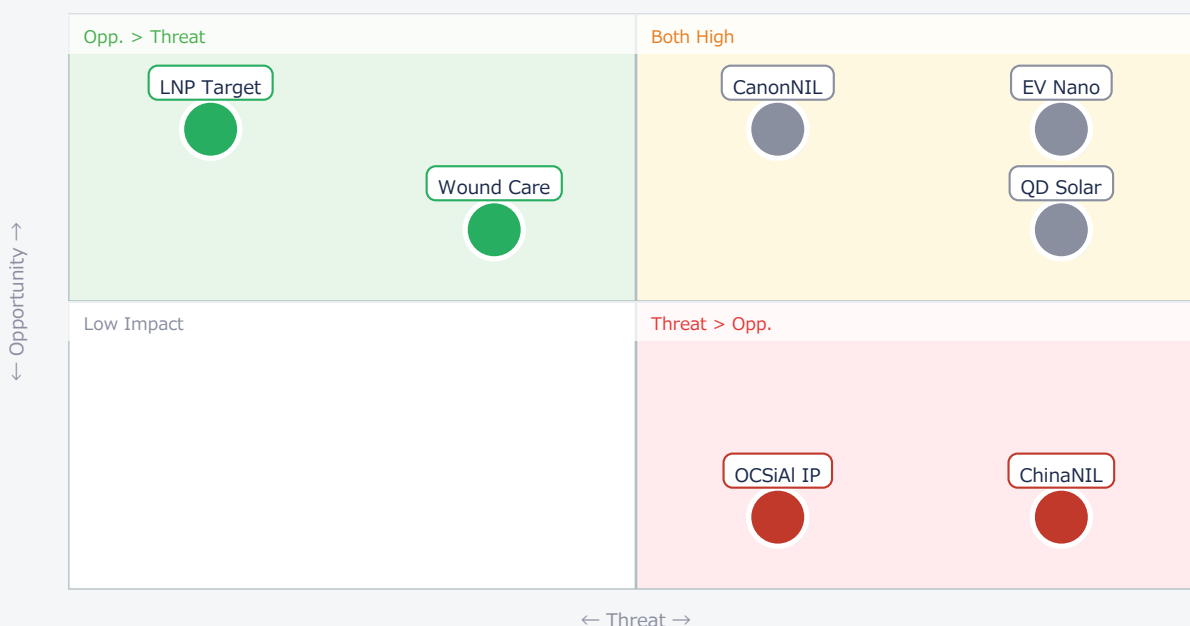 Opp. > Threat
Both High
LNP Target
CanonNIL
EV Nano
Wound Care
QD Solar
← Opportunity →
Low Impact
Threat > Opp.
OCSiAl IP
ChinaNIL
← Threat →